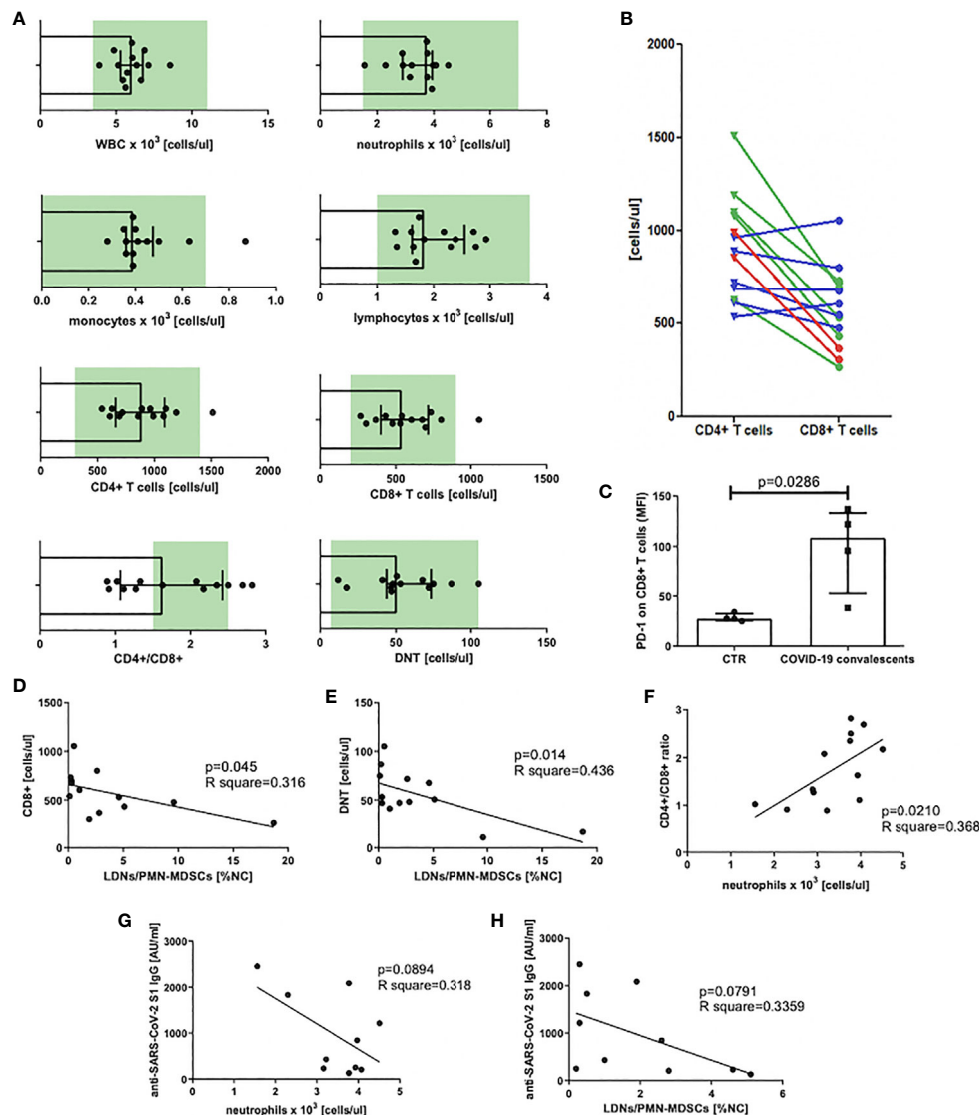 A
0 5 10 15
WBC x 10³ [cells/ul]
0 2 4 6 8
neutrophils x 10³ [cells/ul]
0.0 0.2 0.4 0.6 0.8 1.0
monocytes x 10³ [cells/ul]
0 1 2 3 4
lymphocytes x 10³ [cells/ul]
0 500 1000 1500 2000
CD4+ T cells [cells/ul]
0 500 1000 1500
CD8+ T cells [cells/ul]
0 1 2 3
CD4+/CD8+
0 50 100 150
DNT [cells/ul]
B
2000
1500
1000
500
0
[cells/ul]
CD4+ T cells CD8+ T cells
C
p=0.0286
150
100
50
0
PD-1 on CD8+ T cells (MFI)
CTR COVID-19 convalescents
D
1500
1000
500
0
CD8+ [cells/ul]
p=0.045
R square=0.316
0 5 10 15 20
LDNs/PMN-MDSCs [%NC]
E
150
100
50
0
DNT [cells/ul]
p=0.014
R square=0.436
0 5 10 15 20
LDNs/PMN-MDSCs [%NC]
F
3
2
1
0
CD4+/CD8+ ratio
p=0.0210
R square=0.368
0 1 2 3 4 5
neutrophils x 10³ [cells/ul]
G
3000
2000
1000
0
anti-SARS-CoV-2 S1 IgG [AU/ml]
p=0.0894
R square=0.318
0 1 2 3 4 5
neutrophils x 10³ [cells/ul]
H
3000
2000
1000
0
anti-SARS-CoV-2 S1 IgG [AU/ml]
p=0.0791
R square=0.3359
0 2 4 6
LDNs/PMN-MDSCs [%NC]